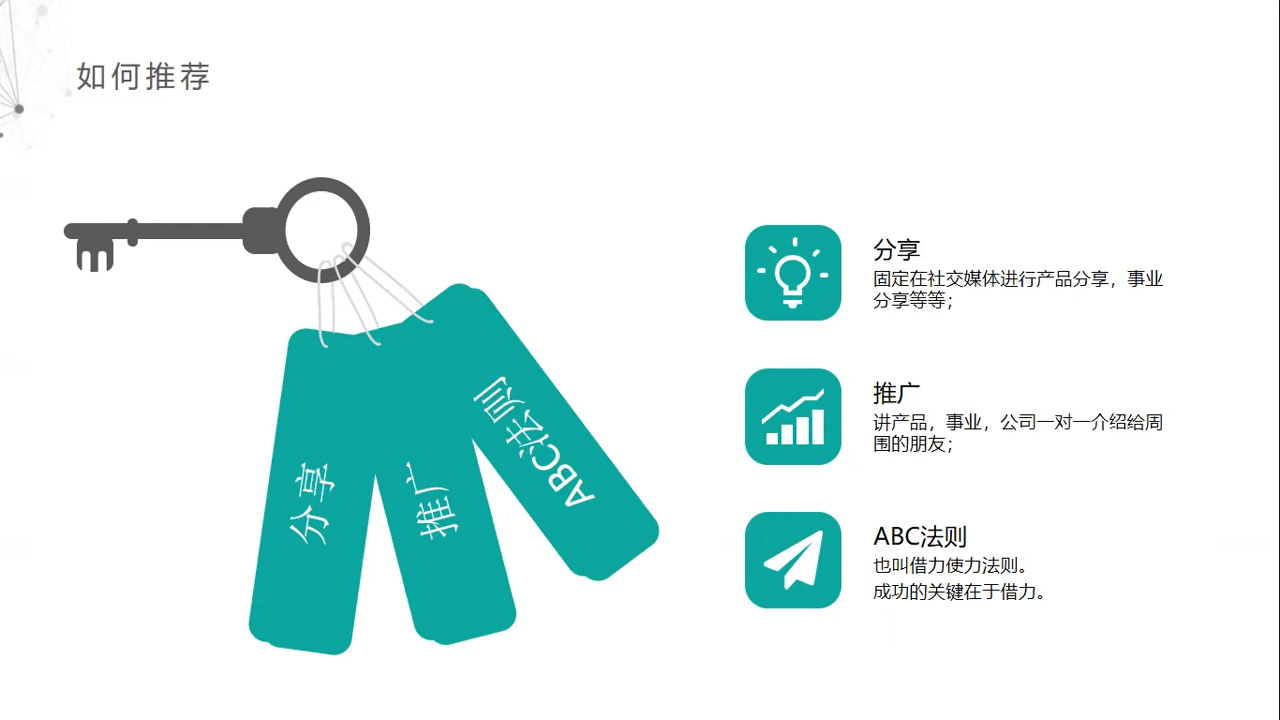 如何推荐
分享
推广
ABC法则
分享
固定在社交媒体进行产品分享，事业
分享等等；
推广
讲产品，事业，公司一对一介绍给周
围的朋友；
ABC法则
也叫借力使力法则。
成功的关键在于借力。